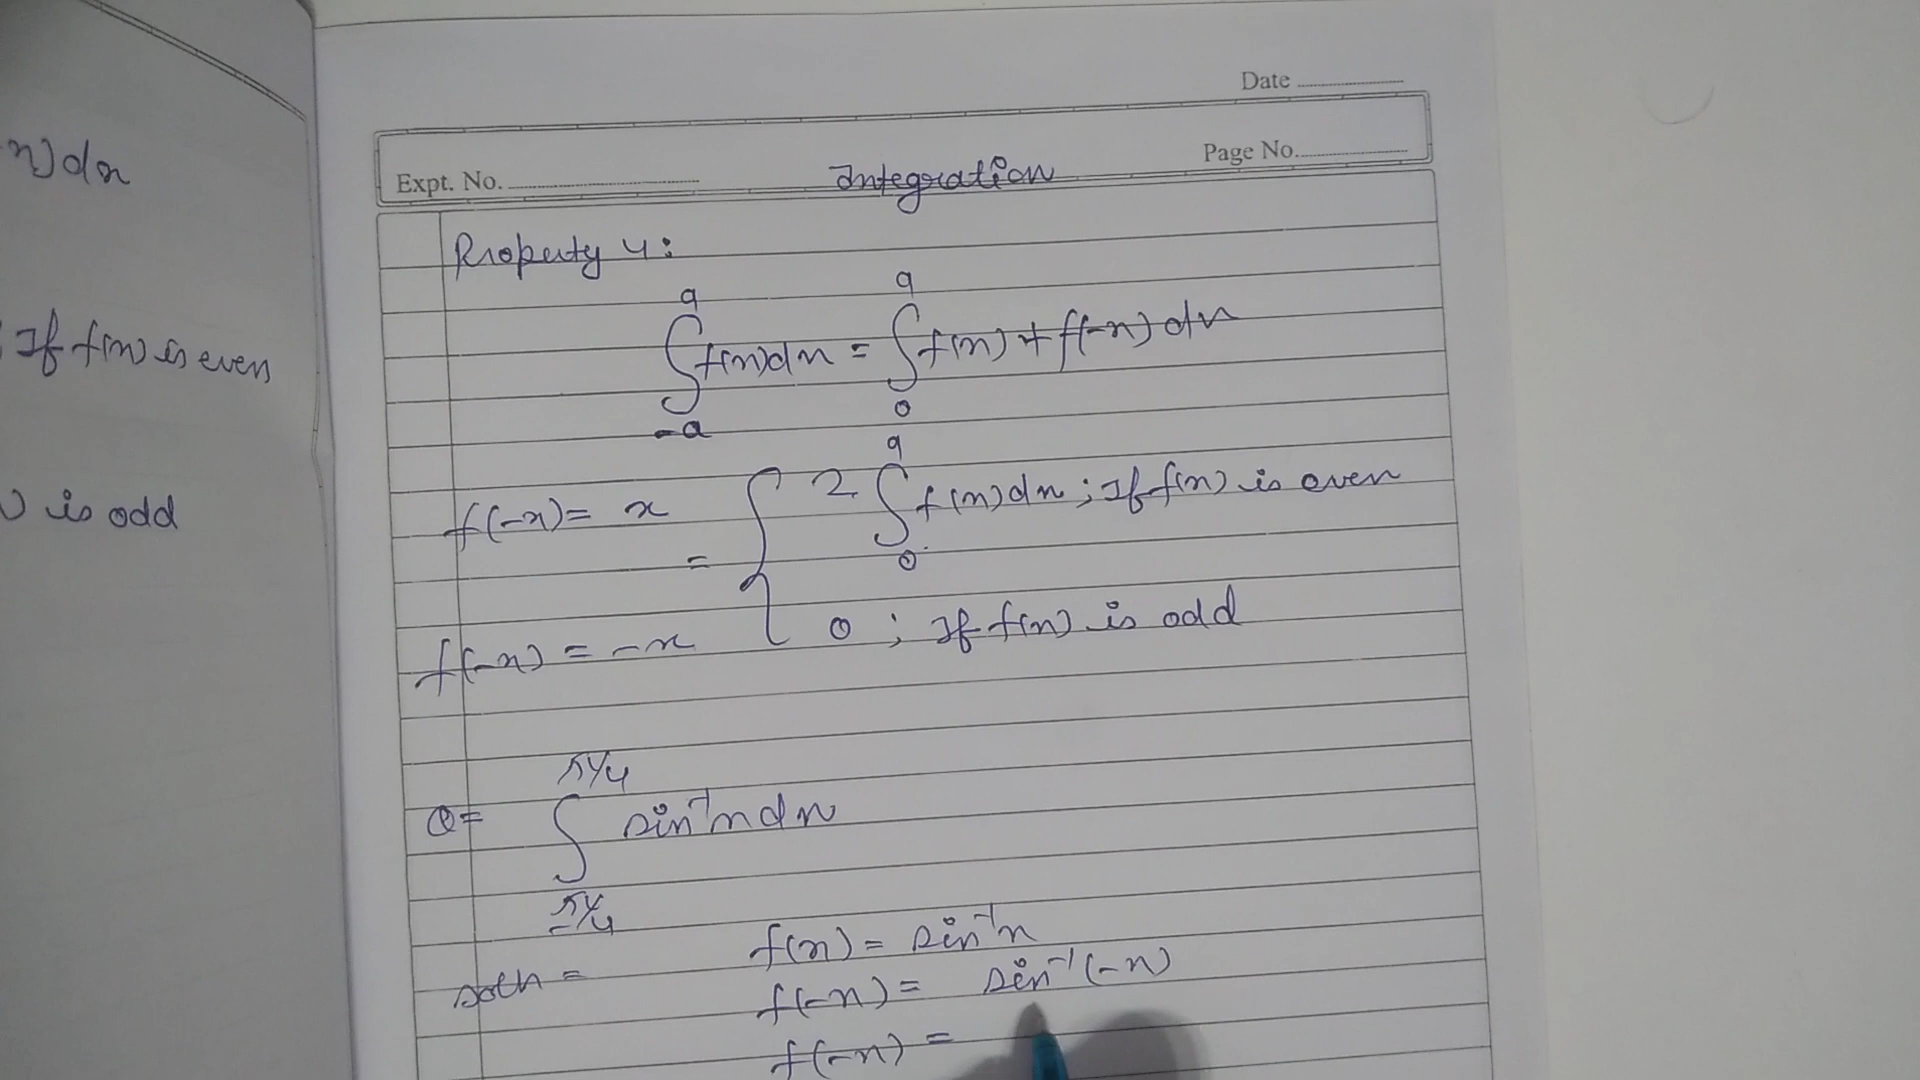 x) dx
; If f(x) is even
) is odd
Date
Expt. No.
Integration
Page No.
Property 4:
∫_{-a}^{a} f(x)dx = ∫_{0}^{a} f(x) + f(-x) dx
f(-x) = x
= { 2 ∫_{0}^{a} f(x)dx ; If f(x) is even
f(-x) = -x
0 ; If f(x) is odd
Q= ∫_{-π/4}^{π/4} sin⁻¹x dx
soln = f(x) = sin⁻¹x
f(-x) = sin⁻¹(-x)
f(-x) =